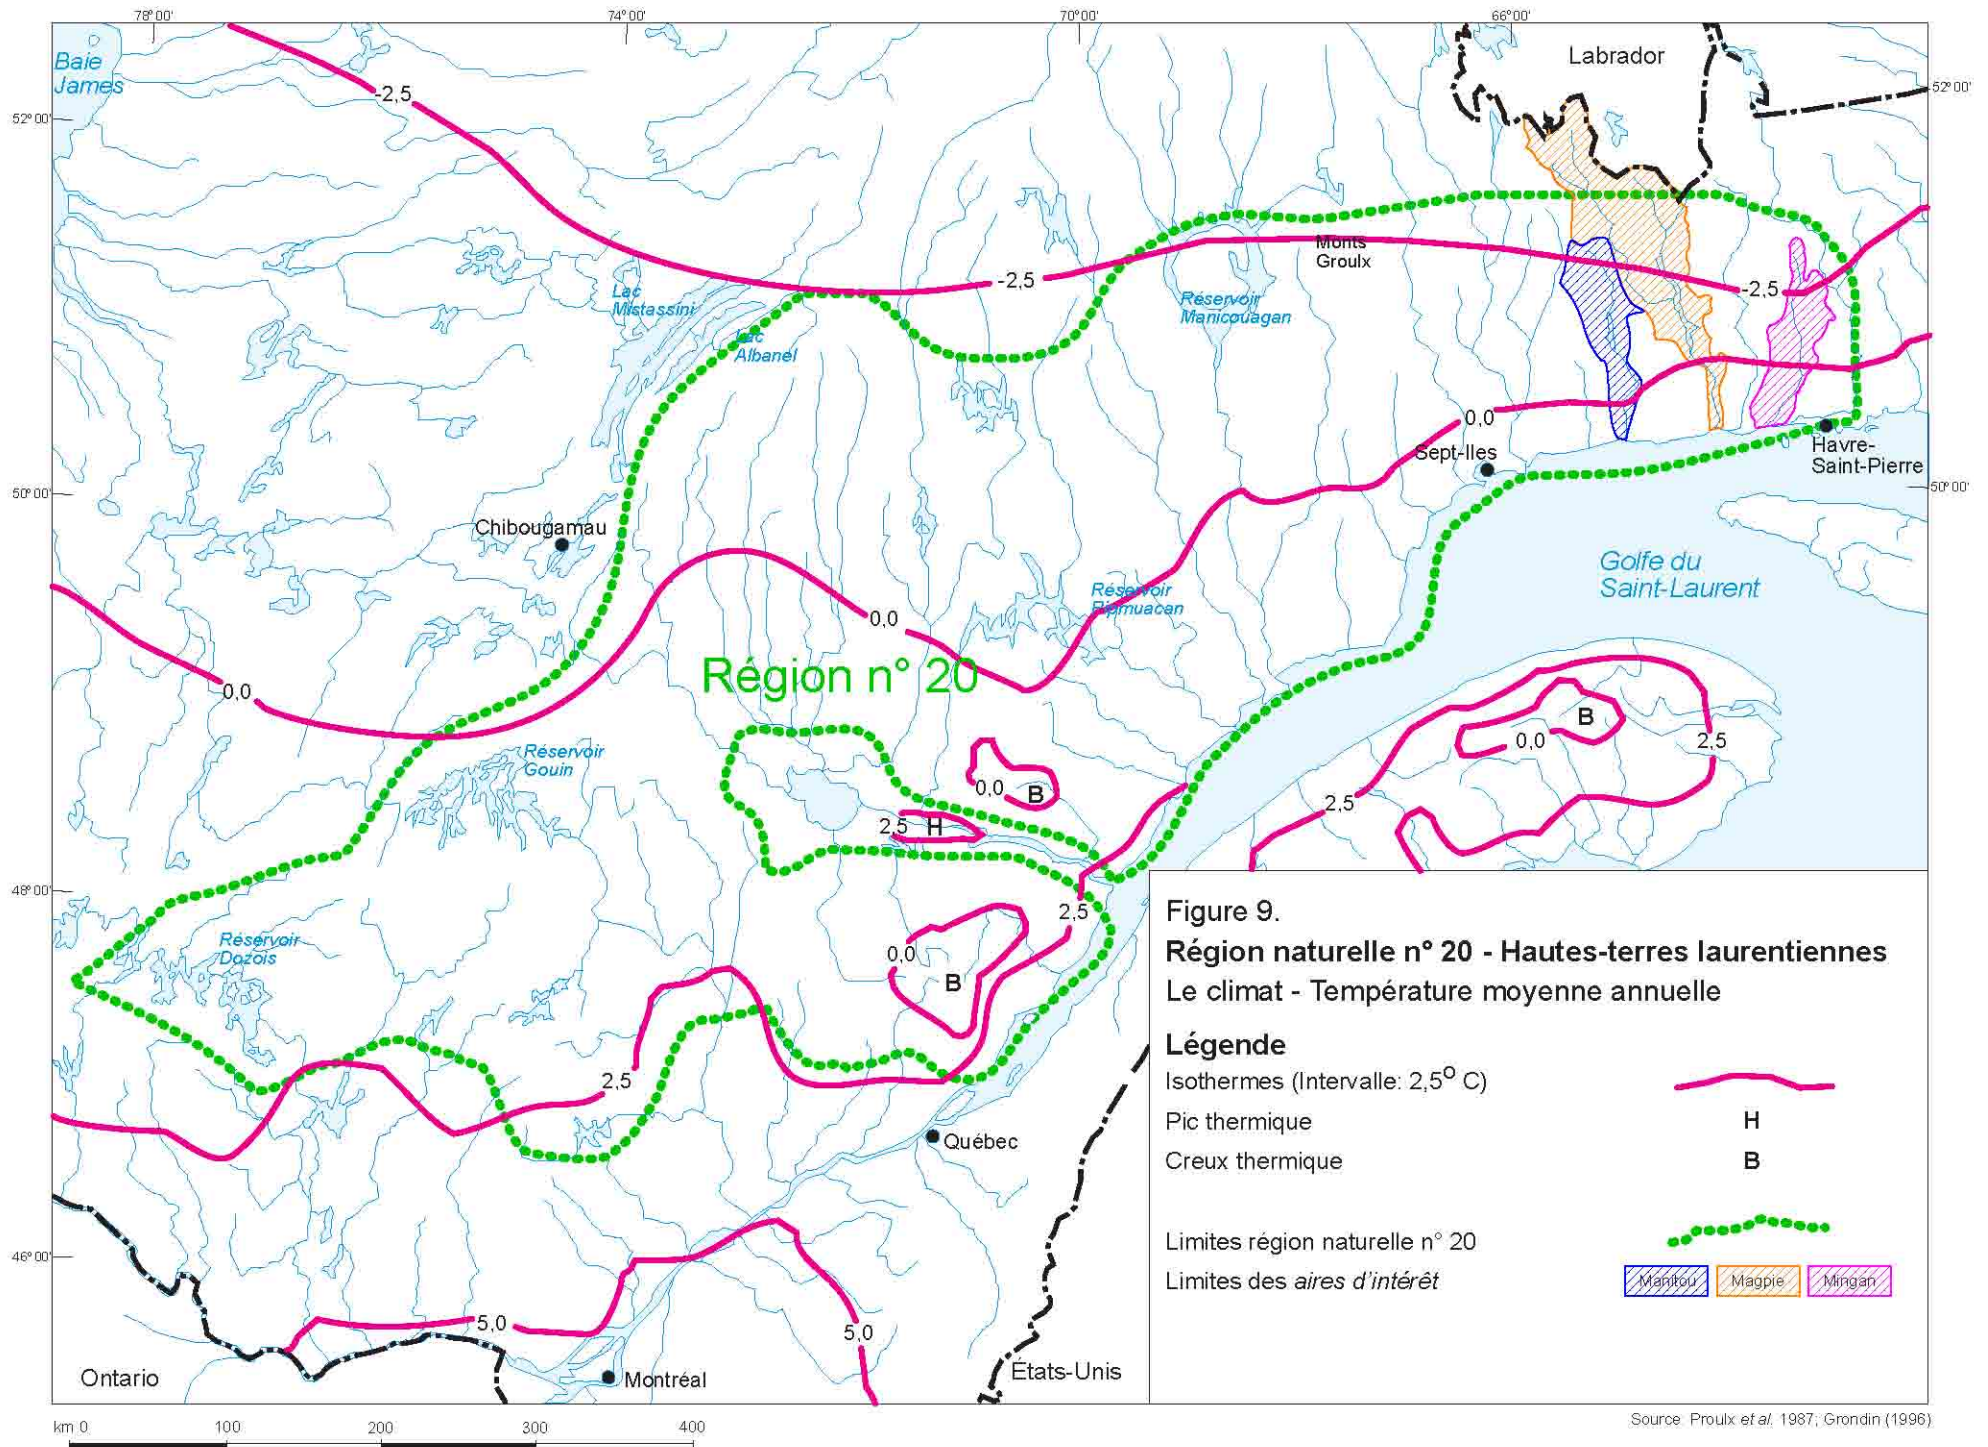 78° 00'
74° 00'
70° 00'
66° 00'
Baie
James
Labrador
52° 00'
52° 00'
-2,5
Monts
Groulx
-2,5
-2,5
Lac
Mistassini
Lac
Albanel
Réservoir
Manicouagan
0,0
Sept-Iles
Havre-
Saint-Pierre
50° 00'
50° 00'
Chibougamau
Golfe du
Saint-Laurent
Réservoir
Pipmuacan
0,0
Région n° 20
0,0
B
0,0
2,5
Réservoir
Gouin
0,0
B
2,5
2,5
H
48° 00'
2,5
Réservoir
Dozois
0,0
B
2,5
Québec
46° 00'
5,0
5,0
Ontario
Montréal
États-Unis
Figure 9.
Région naturelle n° 20 - Hautes-terres laurentiennes
Le climat - Température moyenne annuelle
Légende
Isothermes (Intervalle: 2,5° C)
Pic thermique H
Creux thermique B
Limites région naturelle n° 20
Limites des aires d'intérêt Manitou Magpie Mingan
km 0 100 200 300 400
Source: Proulx et al. 1987; Grondin (1996)